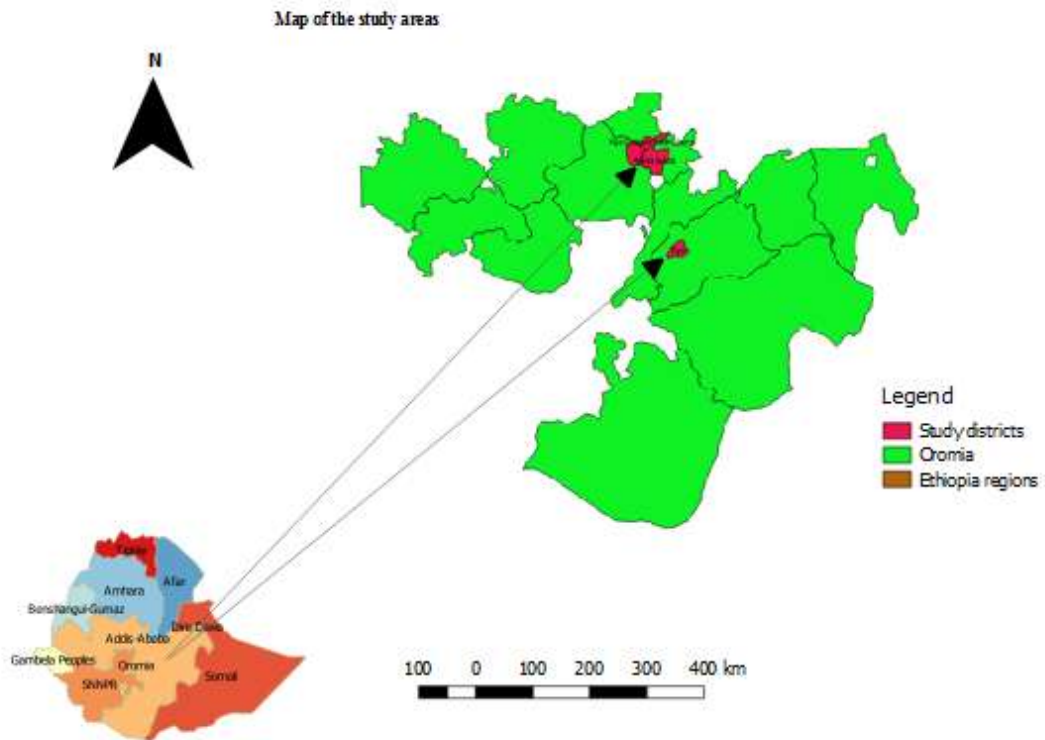 Map of the study areas
N
Legend
Study districts
Oromia
Ethiopia regions
Tigray
Afar
Amhara
Benshangul-Gumaz
Dire Dawa
Addis-Ababa
Gambela Peoples
Oromia
Somali
SNNPR
100 0 100 200 300 400 km